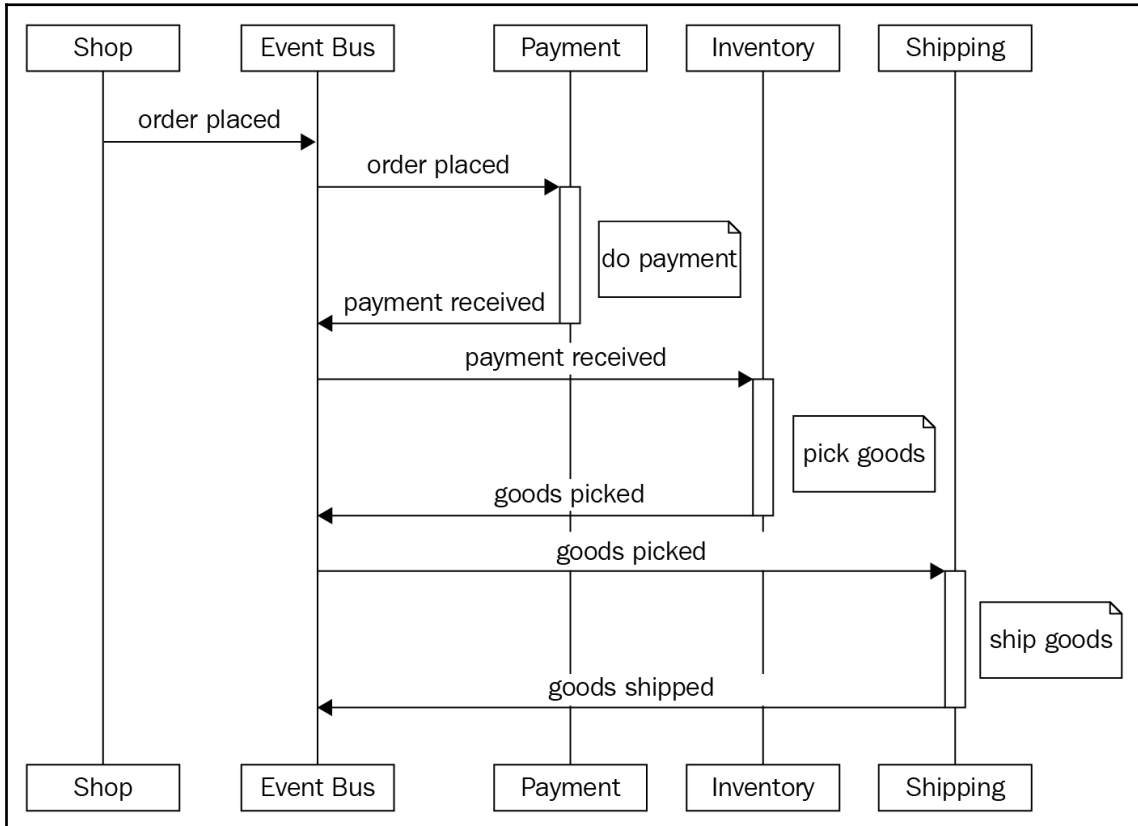 Shop
Event Bus
Payment
Inventory
Shipping
order placed
order placed
do payment
payment received
payment received
pick goods
goods picked
goods picked
ship goods
goods shipped
Shop
Event Bus
Payment
Inventory
Shipping